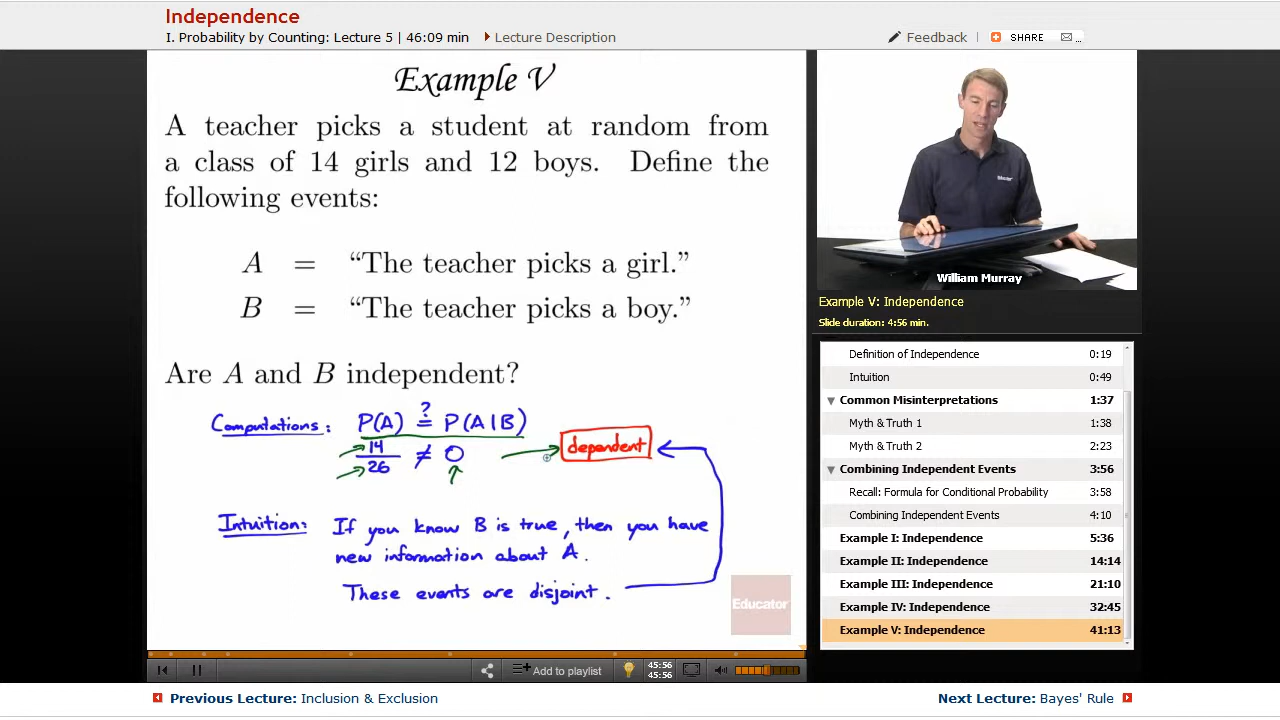 Independence
I. Probability by Counting: Lecture 5 | 46:09 min
Lecture Description
Feedback
SHARE
Example V
A teacher picks a student at random from
a class of 14 girls and 12 boys. Define the
following events:
A = “The teacher picks a girl.”
B = “The teacher picks a boy.”
Are A and B independent?
Computations: P(A) ?= P(A|B)
14/26 ≠ 0
dependent
Intuition: If you know B is true, then you have
new information about A.
These events are disjoint.
Educator
Educator
William Murray
Example V: Independence
Slide duration: 4:56 min.
Definition of Independence 0:19
Intuition 0:49
Common Misinterpretations 1:37
Myth & Truth 1 1:38
Myth & Truth 2 2:23
Combining Independent Events 3:56
Recall: Formula for Conditional Probability 3:58
Combining Independent Events 4:10
Example I: Independence 5:36
Example II: Independence 14:14
Example III: Independence 21:10
Example IV: Independence 32:45
Example V: Independence 41:13
Add to playlist
45:56
45:56
Previous Lecture: Inclusion & Exclusion
Next Lecture: Bayes' Rule